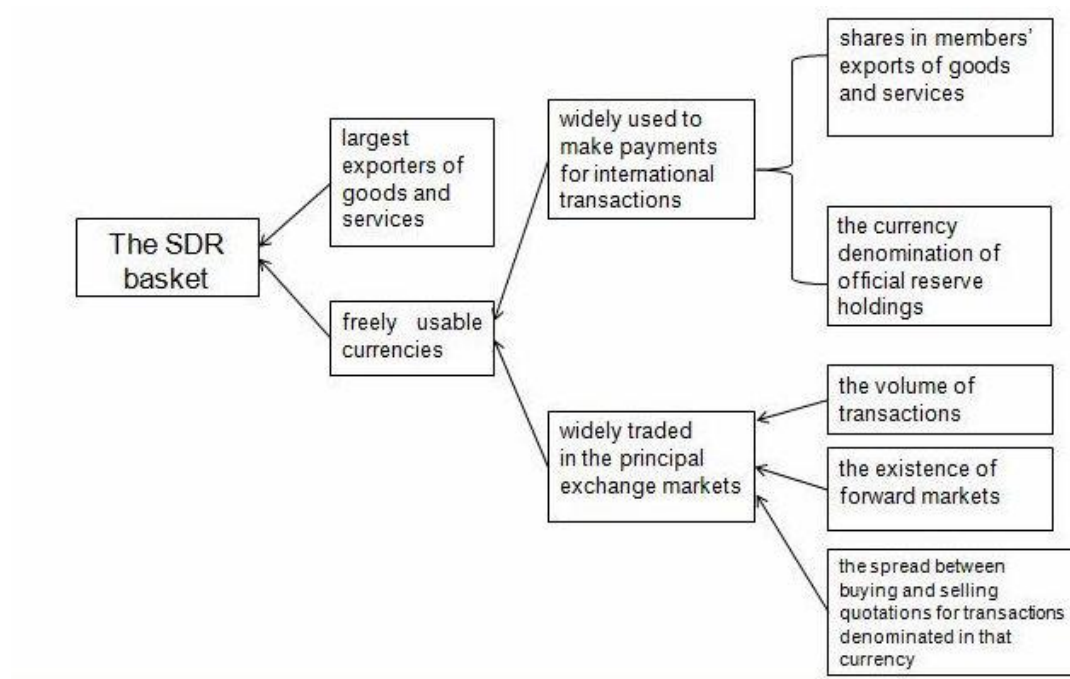 The SDR
basket
largest
exporters of
goods and
services
freely usable
currencies
widely used to
make payments
for international
transactions
widely traded
in the principal
exchange markets
shares in members’
exports of goods
and services
the currency
denomination of
official reserve
holdings
the volume of
transactions
the existence of
forward markets
the spread between
buying and selling
quotations for transactions
denominated in that
currency